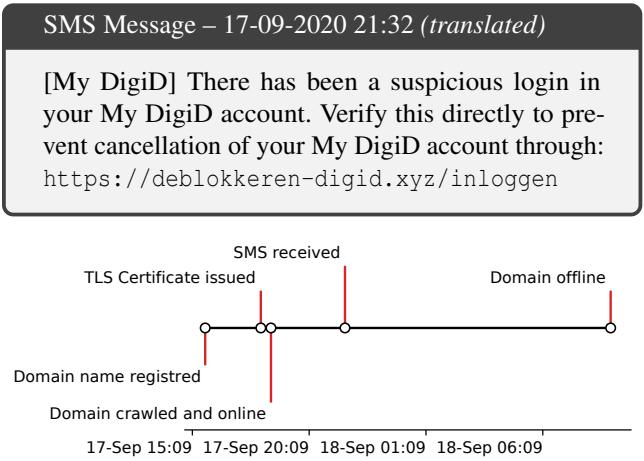 SMS Message – 17-09-2020 21:32 (translated)
[My DigiD] There has been a suspicious login in
your My DigiD account. Verify this directly to pre-
vent cancellation of your My DigiD account through:
https://deblokkeren-digid.xyz/inloggen
SMS received
TLS Certificate issued
Domain offline
Domain name registred
Domain crawled and online
17-Sep 15:09 17-Sep 20:09 18-Sep 01:09 18-Sep 06:09